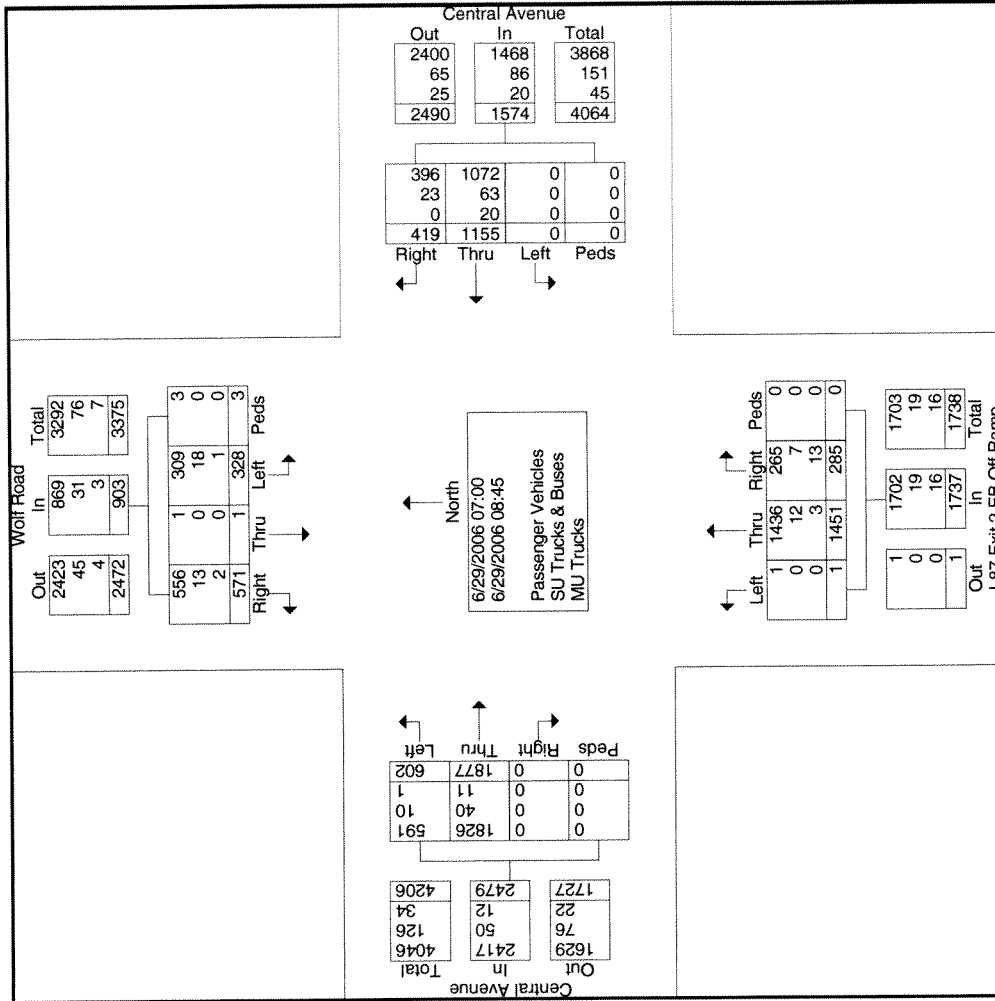 Central Avenue
Out In Total
2400 1468 3868
65 86 151
25 20 45
2490 1574 4064
396 1072 0 0
23 63 0 0
0 20 0 0
419 1155 0 0
Right Thru Left Peds
Wolf Road
Out In Total
2423 869 3292
45 31 76
4 3 7
2472 903 3375
556 1 309 3
13 0 18 0
2 0 1 0
571 1 328 3
Right Thru Left Peds
North
6/29/2006 07:00
6/29/2006 08:45
Passenger Vehicles
SU Trucks & Buses
MU Trucks
Left Thru Right Peds
1 1436 265 0
0 12 7 0
0 3 13 0
1 1451 285 0
1 1702 1703
0 19 19
0 16 16
1 1737 1738
Out In Total
I-87 Exit 2 EB Off Ramp
Left Thru Right Peds
602 1877 0 0
1 11 0 0
10 40 0 0
591 1826 0 0
4206 2479 1727
34 12 22
126 50 76
4046 2417 1629
Total In Out
Central Avenue